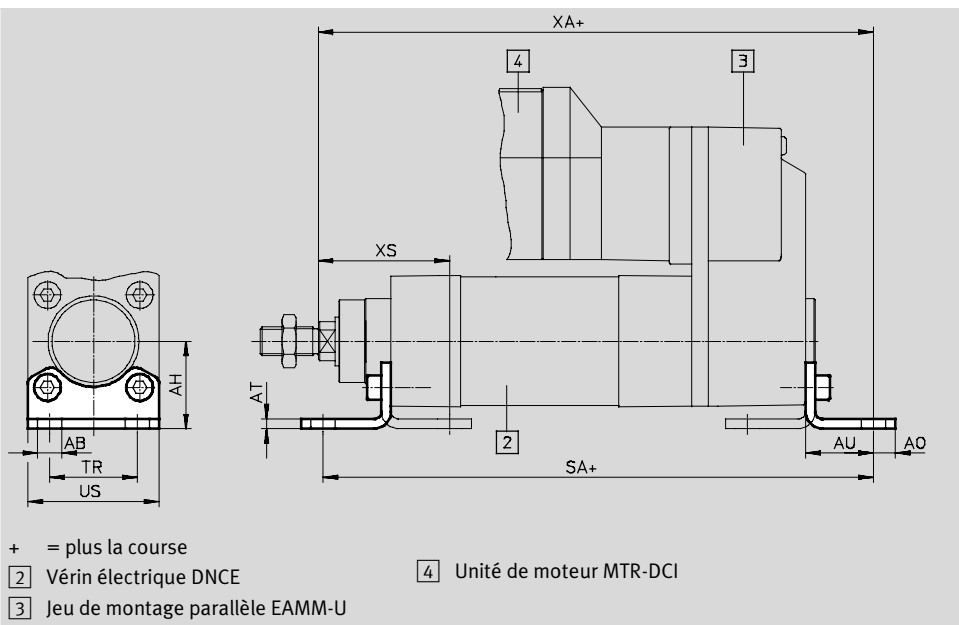 XA+
4
3
XS
AH
AT
AB
TR
US
2
AU
AO
SA+
+ = plus la course
2 Vérin électrique DNCE
3 Jeu de montage parallèle EAMM-U
4 Unité de moteur MTR-DCI